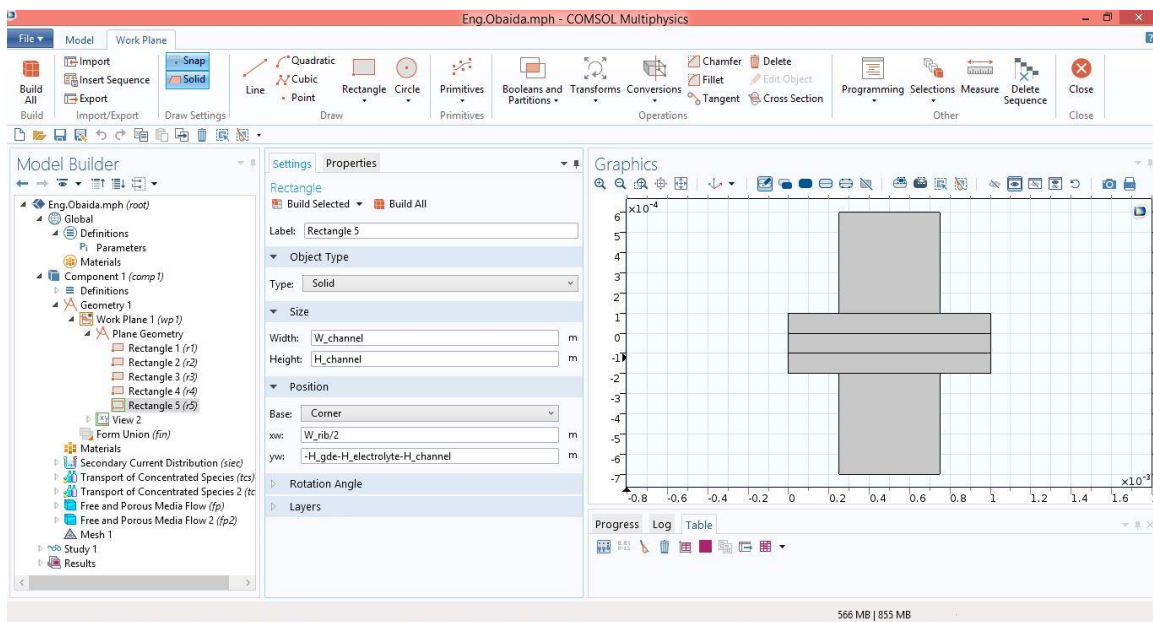 Eng.Obaida.mph - COMSOL Multiphysics
File Model Work Plane
Import
Insert Sequence
Export
Snap
Solid
Line
Quadratic
Cubic
Point
Rectangle Circle
Primitives
Booleans and Partitions
Transforms Conversions
Chamfer Delete
Fillet Edit Object
Tangent Cross Section
Programming Selections Measure Delete Sequence
Close
Build All
Build Import/Export Draw Settings Draw Primitives Operations Other Close
Model Builder
Eng.Obaida.mph (root)
Global
Definitions
Pi Parameters
Materials
Component 1 (comp1)
Definitions
Geometry 1
Work Plane 1 (wp1)
Plane Geometry
Rectangle 1 (r1)
Rectangle 2 (r2)
Rectangle 3 (r3)
Rectangle 4 (r4)
Rectangle 5 (r5)
View 2
Form Union (fin)
Materials
Secondary Current Distribution (siec)
Transport of Concentrated Species (tcs)
Transport of Concentrated Species 2 (tc
Free and Porous Media Flow (fp)
Free and Porous Media Flow 2 (fp2)
Mesh 1
Study 1
Results
Settings Properties
Rectangle
Build Selected Build All
Label: Rectangle 5
Object Type
Type: Solid
Size
Width: W_channel m
Height: H_channel m
Position
Base: Corner
xw: W_rib/2 m
yw: -H_gde-H_electrolyte-H_channel m
Rotation Angle
Layers
Graphics
×10⁻⁴
6
5
4
3
2
1
0
-1
-2
-3
-4
-5
-6
-7
×10⁻³
-0.8 -0.6 -0.4 -0.2 0 0.2 0.4 0.6 0.8 1 1.2 1.4 1.6
Progress Log Table
566 MB | 855 MB